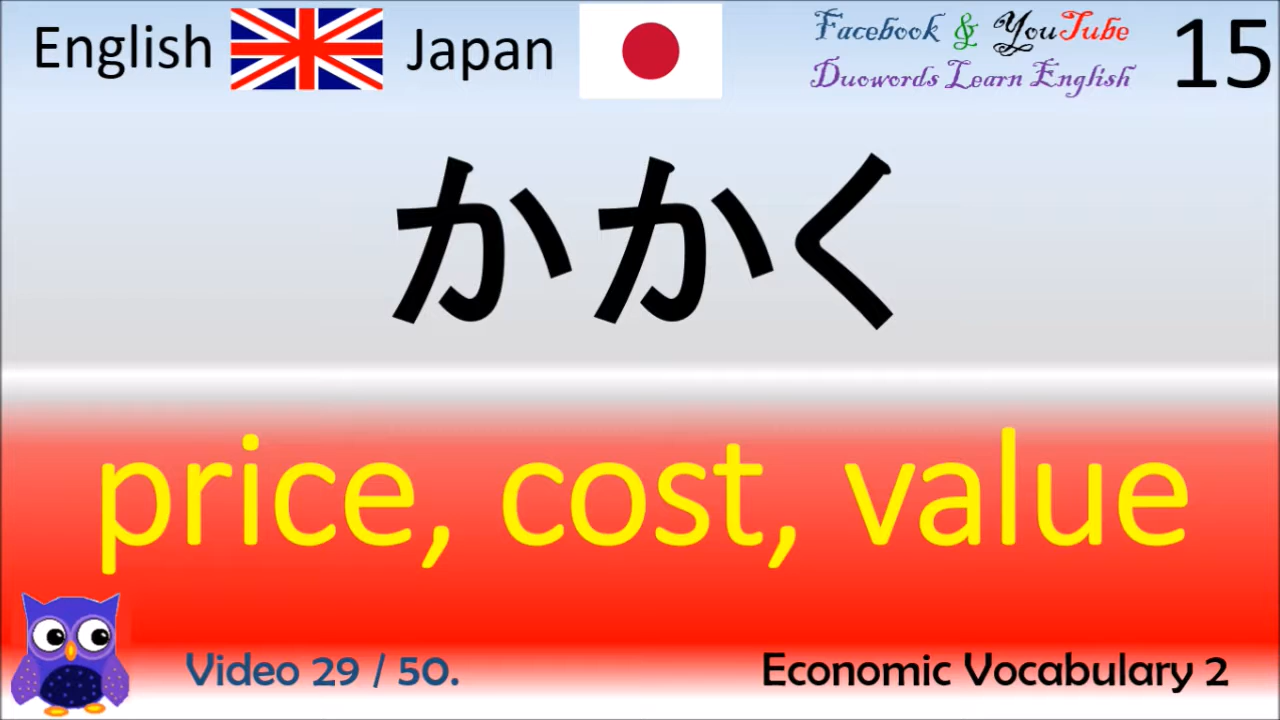 English Japan
Facebook & YouTube
Duowords Learn English
15
かかく
price, cost, value
Video 29 / 50.
Economic Vocabulary 2